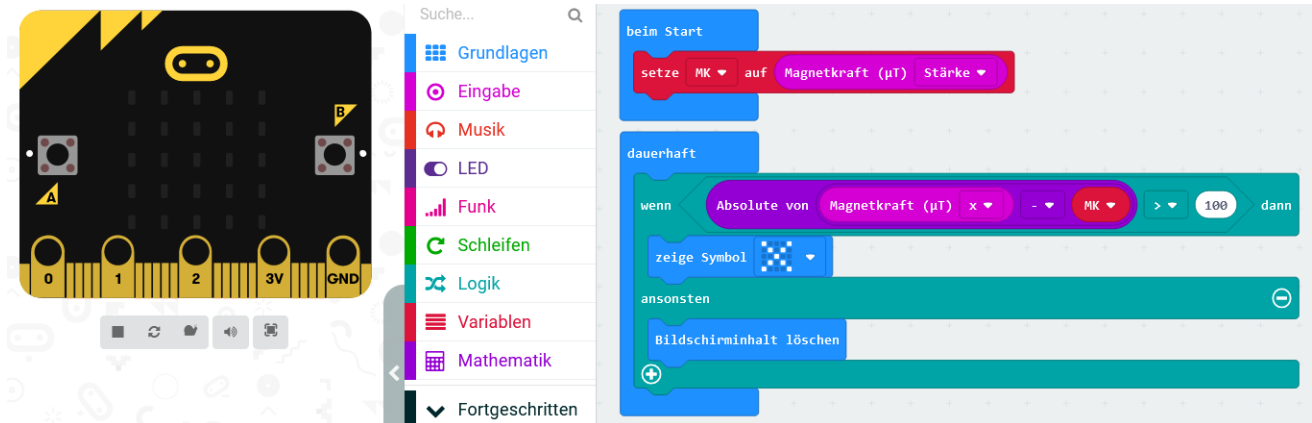 B
A
0 1 2 3V GND
Suche...
Grundlagen
Eingabe
Musik
LED
Funk
Schleifen
Logik
Variablen
Mathematik
Fortgeschritten
beim Start
setze MK auf Magnetkraft (µT) Stärke
dauerhaft
wenn Absolute von Magnetkraft (µT) x - MK > 100 dann
zeige Symbol
ansonsten
Bildschirminhalt löschen